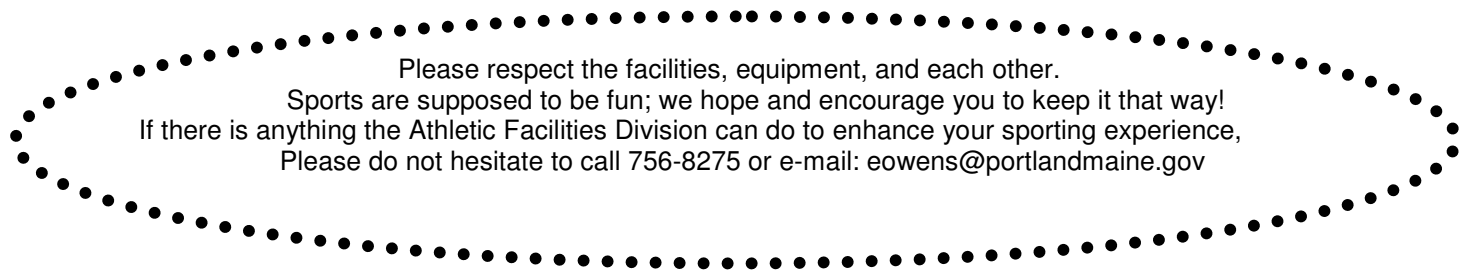 Please respect the facilities, equipment, and each other.
Sports are supposed to be fun; we hope and encourage you to keep it that way!
If there is anything the Athletic Facilities Division can do to enhance your sporting experience,
Please do not hesitate to call 756-8275 or e-mail: eowens@portlandmaine.gov